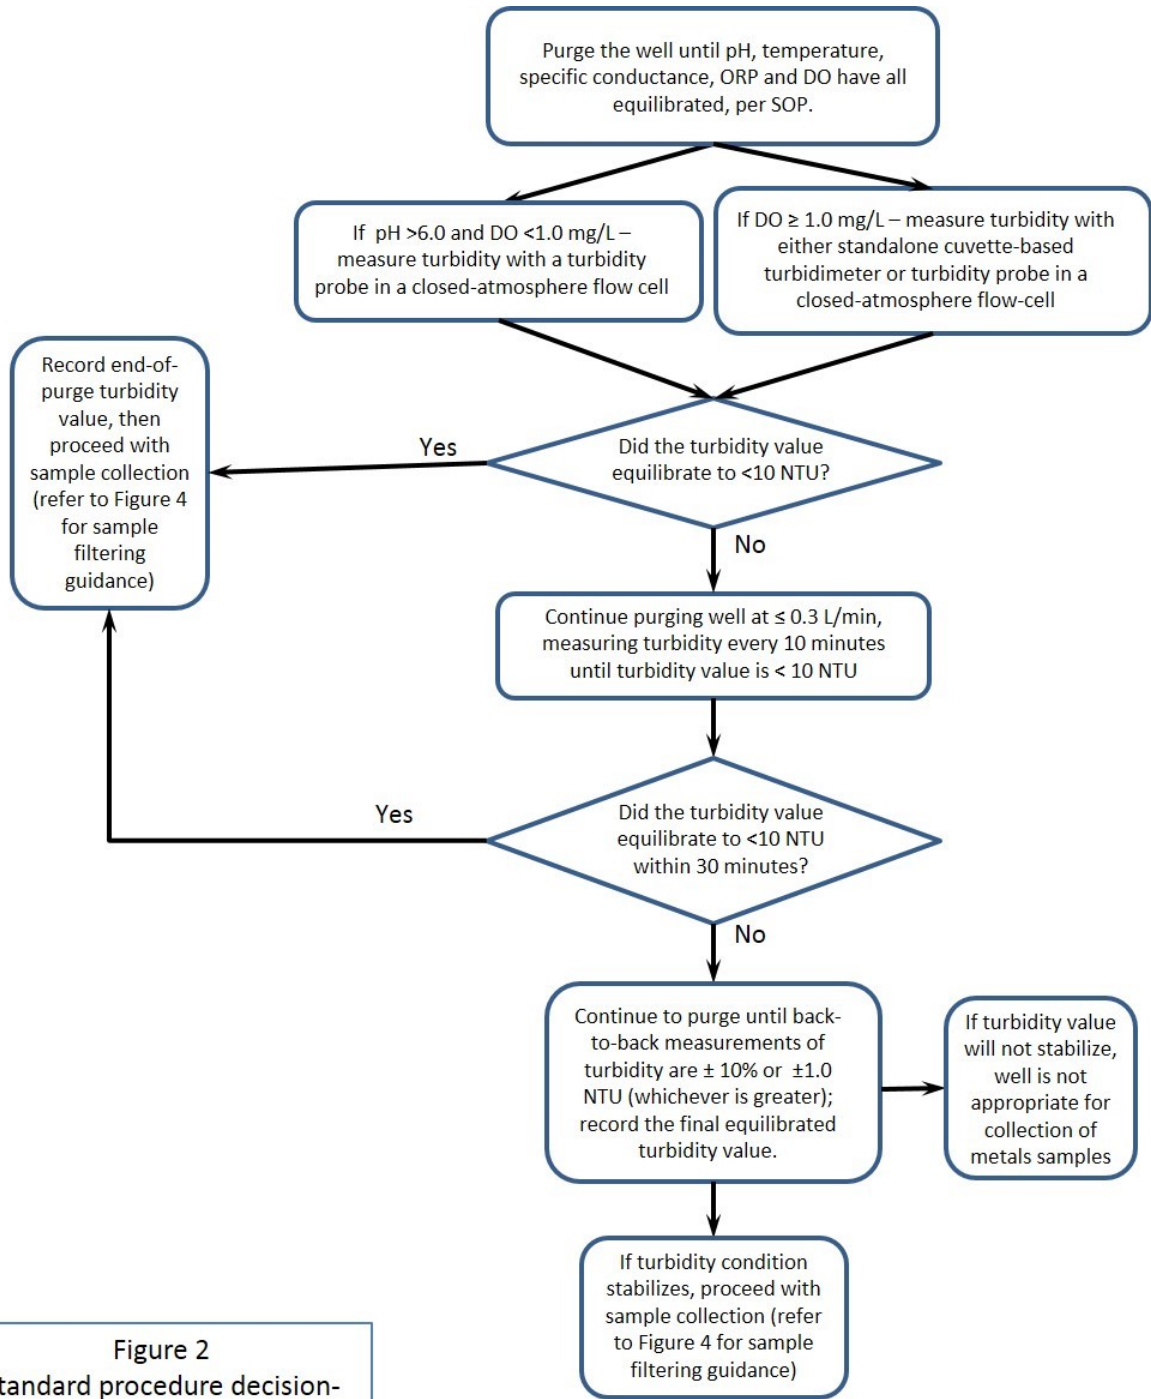 Purge the well until pH, temperature,
specific conductance, ORP and DO have all
equilibrated, per SOP.
If pH >6.0 and DO <1.0 mg/L –
measure turbidity with a turbidity
probe in a closed-atmosphere flow cell
If DO ≥ 1.0 mg/L – measure turbidity with
either standalone cuvette-based
turbidimeter or turbidity probe in a
closed-atmosphere flow-cell
Record end-of-
purge turbidity
value, then
proceed with
sample collection
(refer to Figure 4
for sample
filtering
guidance)
Yes
Did the turbidity value
equilibrate to <10 NTU?
No
Continue purging well at ≤ 0.3 L/min,
measuring turbidity every 10 minutes
until turbidity value is < 10 NTU
Yes
Did the turbidity value
equilibrate to <10 NTU
within 30 minutes?
No
Continue to purge until back-
to-back measurements of
turbidity are ± 10% or ±1.0
NTU (whichever is greater);
record the final equilibrated
turbidity value.
If turbidity value
will not stabilize,
well is not
appropriate for
collection of
metals samples
If turbidity condition
stabilizes, proceed with
sample collection (refer
to Figure 4 for sample
filtering guidance)
Figure 2
tandard procedure decision-